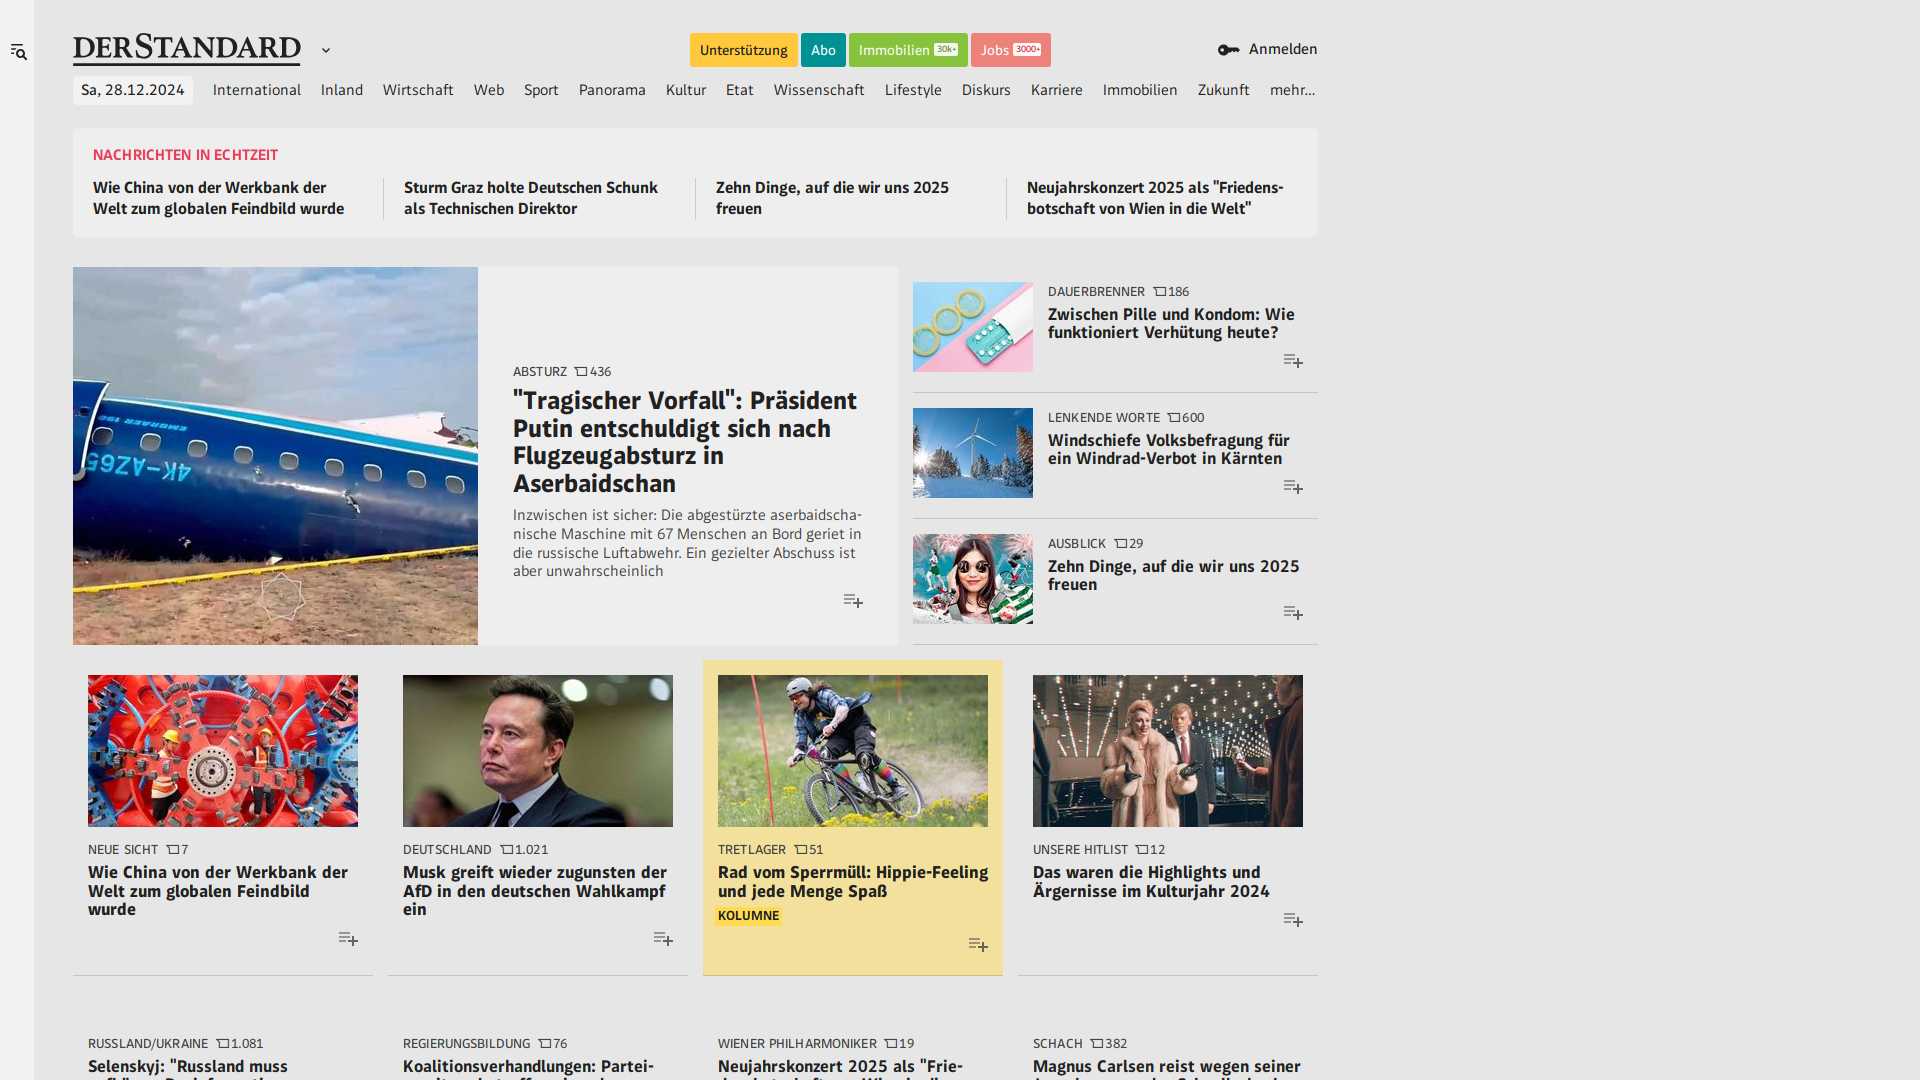 DERSTANDARD
Unterstützung
Abo
Immobilien 30k+
Jobs 3000+
Anmelden
Sa, 28.12.2024
International
Inland
Wirtschaft
Web
Sport
Panorama
Kultur
Etat
Wissenschaft
Lifestyle
Diskurs
Karriere
Immobilien
Zukunft
mehr...
NACHRICHTEN IN ECHTZEIT
Wie China von der Werkbank der
Welt zum globalen Feindbild wurde
Sturm Graz holte Deutschen Schunk
als Technischen Direktor
Zehn Dinge, auf die wir uns 2025
freuen
Neujahrskonzert 2025 als "Friedens-
botschaft von Wien in die Welt"
EMBRAER 190
4K-AZ65
ABSTURZ 436
"Tragischer Vorfall": Präsident
Putin entschuldigt sich nach
Flugzeugabsturz in
Aserbaidschan
Inzwischen ist sicher: Die abgestürzte aserbaidscha-
nische Maschine mit 67 Menschen an Bord geriet in
die russische Luftabwehr. Ein gezielter Abschuss ist
aber unwahrscheinlich
DAUERBRENNER 186
Zwischen Pille und Kondom: Wie
funktioniert Verhütung heute?
LENKENDE WORTE 600
Windschiefe Volksbefragung für
ein Windrad-Verbot in Kärnten
AUSBLICK 29
Zehn Dinge, auf die wir uns 2025
freuen
NEUE SICHT 7
Wie China von der Werkbank der
Welt zum globalen Feindbild
wurde
DEUTSCHLAND 1.021
Musk greift wieder zugunsten der
AfD in den deutschen Wahlkampf
ein
TRETLAGER 51
Rad vom Sperrmüll: Hippie-Feeling
und jede Menge Spaß
KOLUMNE
UNSERE HITLIST 12
Das waren die Highlights und
Ärgernisse im Kulturjahr 2024
RUSSLAND/UKRAINE 1.081
Selenskyj: "Russland muss
REGIERUNGSBILDUNG 76
Koalitionsverhandlungen: Partei-
WIENER PHILHARMONIKER 19
Neujahrskonzert 2025 als "Frie-
SCHACH 382
Magnus Carlsen reist wegen seiner